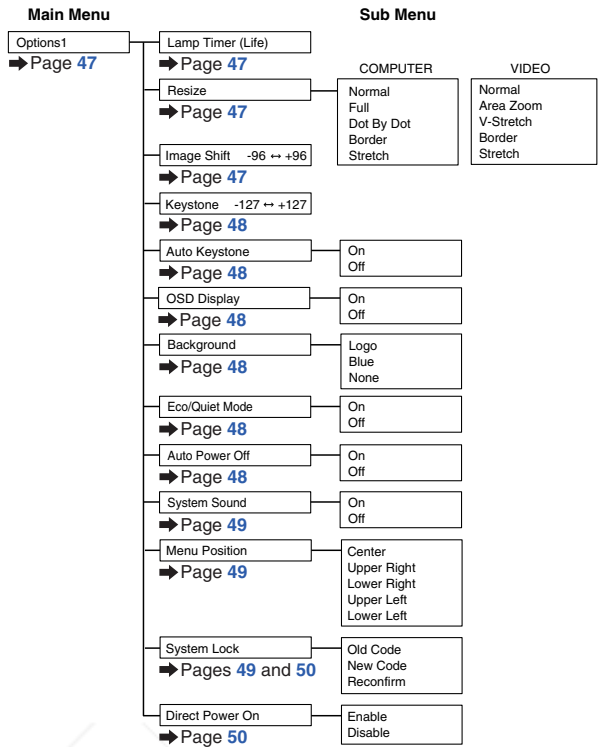 Main Menu
Sub Menu
Options1
Page 47
Lamp Timer (Life)
Page 47
Resize
Page 47
COMPUTER
Normal
Full
Dot By Dot
Border
Stretch
VIDEO
Normal
Area Zoom
V-Stretch
Border
Stretch
Image Shift -96 ↔ +96
Page 47
Keystone -127 ↔ +127
Page 48
Auto Keystone
Page 48
On
Off
OSD Display
Page 48
On
Off
Background
Page 48
Logo
Blue
None
Eco/Quiet Mode
Page 48
On
Off
Auto Power Off
Page 48
On
Off
System Sound
Page 49
On
Off
Menu Position
Page 49
Center
Upper Right
Lower Right
Upper Left
Lower Left
System Lock
Pages 49 and 50
Old Code
New Code
Reconfirm
Direct Power On
Page 50
Enable
Disable